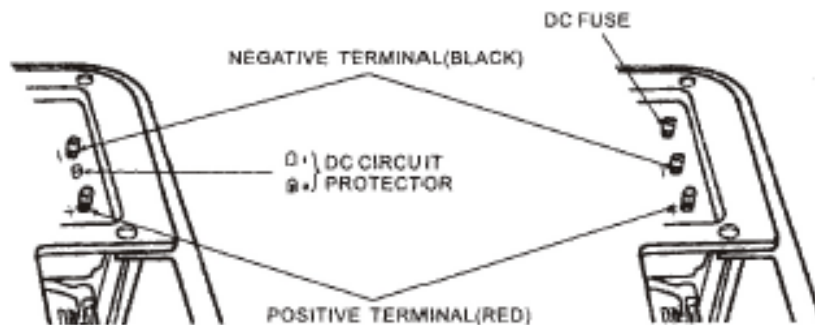 DC FUSE
NEGATIVE TERMINAL(BLACK)
DC CIRCUIT
PROTECTOR
POSITIVE TERMINAL(RED)